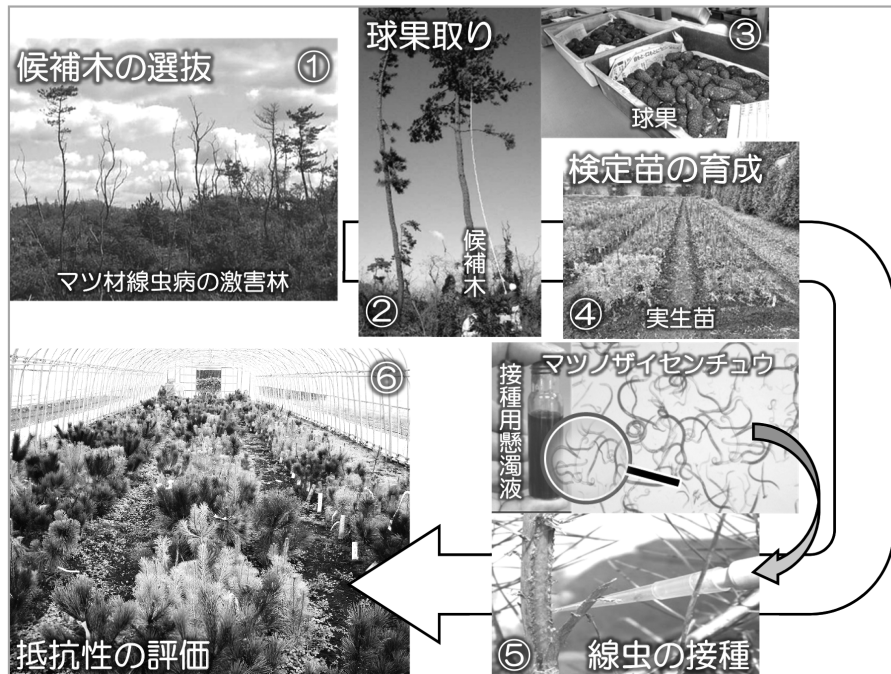 候補木の選抜 ①
マツ材線虫病の激害林
球果取り
候補木
②
③
球果
検定苗の育成
④ 実生苗
マツノザイセンチュウ
接種用懸濁液
⑤ 線虫の接種
⑥
抵抗性の評価